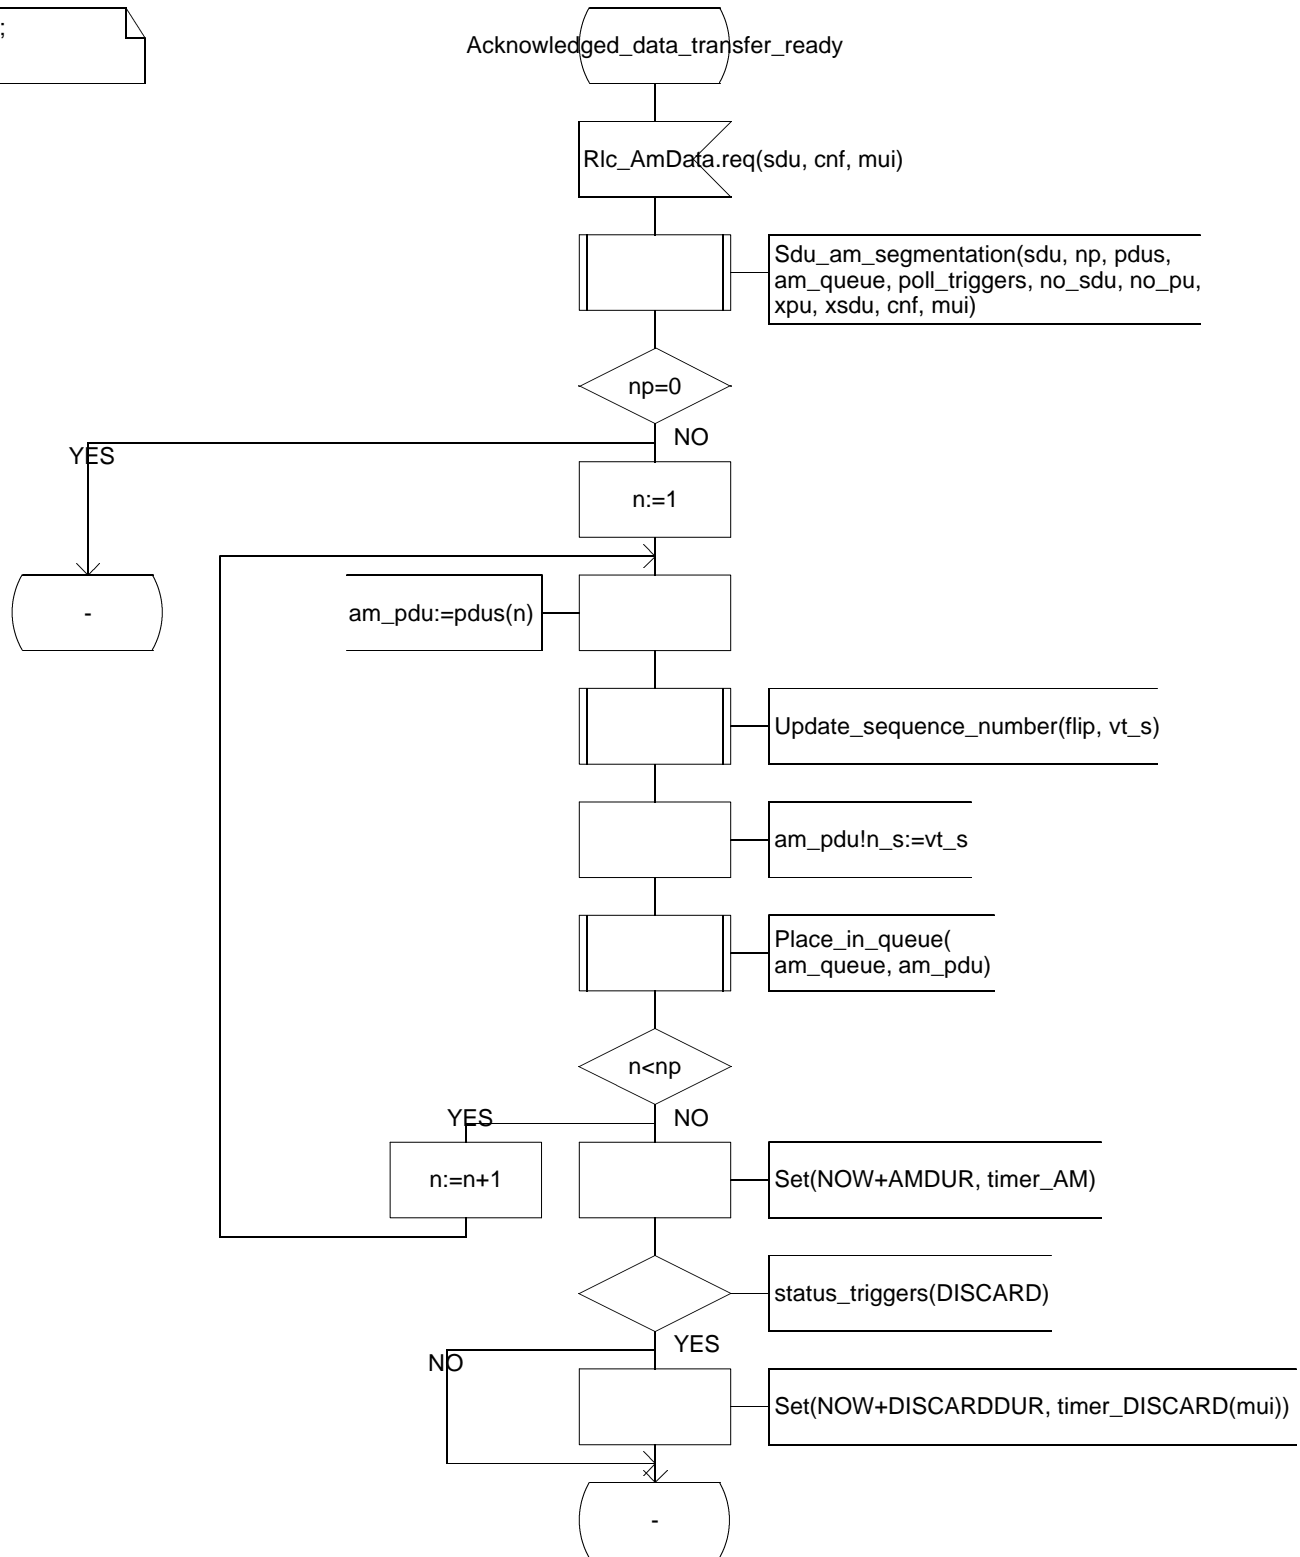 ;
Acknowledged_data_transfer_ready
Rlc_AmData.req(sdu, cnf, mui)
Sdu_am_segmentation(sdu, np, pdus,
am_queue, poll_triggers, no_sdu, no_pu,
xpu, xsdu, cnf, mui)
np=0
NO
YES
n:=1
-
am_pdu:=pdus(n)
Update_sequence_number(flip, vt_s)
am_pdu!n_s:=vt_s
Place_in_queue(
am_queue, am_pdu)
n<np
YES
NO
n:=n+1
Set(NOW+AMDUR, timer_AM)
status_triggers(DISCARD)
YES
NO
Set(NOW+DISCARDDUR, timer_DISCARD(mui))
-